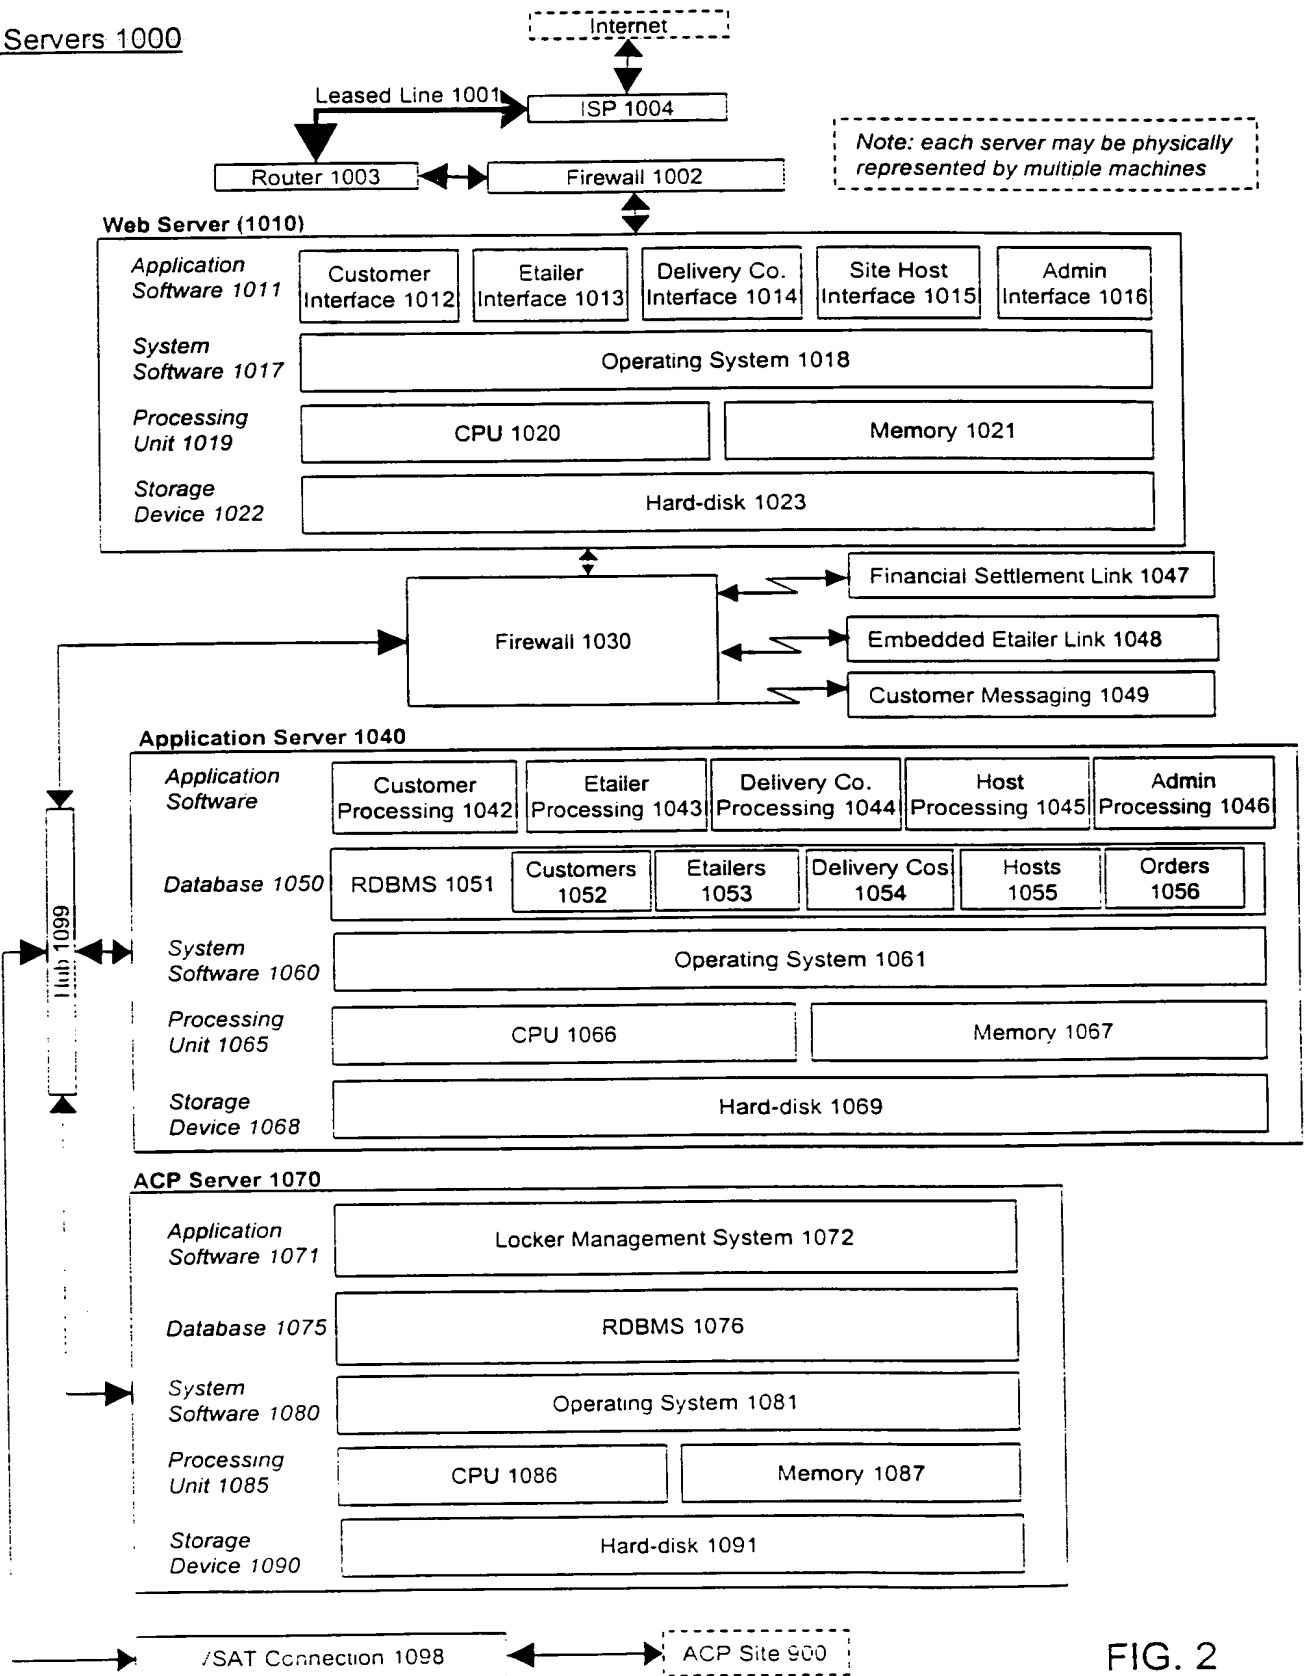 Servers 1000
Internet
Leased Line 1001
ISP 1004
Note: each server may be physically
represented by multiple machines
Router 1003
Firewall 1002
Web Server (1010)
Application
Software 1011
Customer
Interface 1012
Etailer
Interface 1013
Delivery Co.
Interface 1014
Site Host
Interface 1015
Admin
Interface 1016
System
Software 1017
Operating System 1018
Processing
Unit 1019
CPU 1020
Memory 1021
Storage
Device 1022
Hard-disk 1023
Firewall 1030
Financial Settlement Link 1047
Embedded Etailer Link 1048
Customer Messaging 1049
Application Server 1040
Application
Software
Customer
Processing 1042
Etailer
Processing 1043
Delivery Co.
Processing 1044
Host
Processing 1045
Admin
Processing 1046
Database 1050
RDBMS 1051
Customers
1052
Etailers
1053
Delivery Cos
1054
Hosts
1055
Orders
1056
Hub 1099
System
Software 1060
Operating System 1061
Processing
Unit 1065
CPU 1066
Memory 1067
Storage
Device 1068
Hard-disk 1069
ACP Server 1070
Application
Software 1071
Locker Management System 1072
Database 1075
RDBMS 1076
System
Software 1080
Operating System 1081
Processing
Unit 1085
CPU 1086
Memory 1087
Storage
Device 1090
Hard-disk 1091
VSAT Connection 1098
ACP Site 900
FIG. 2